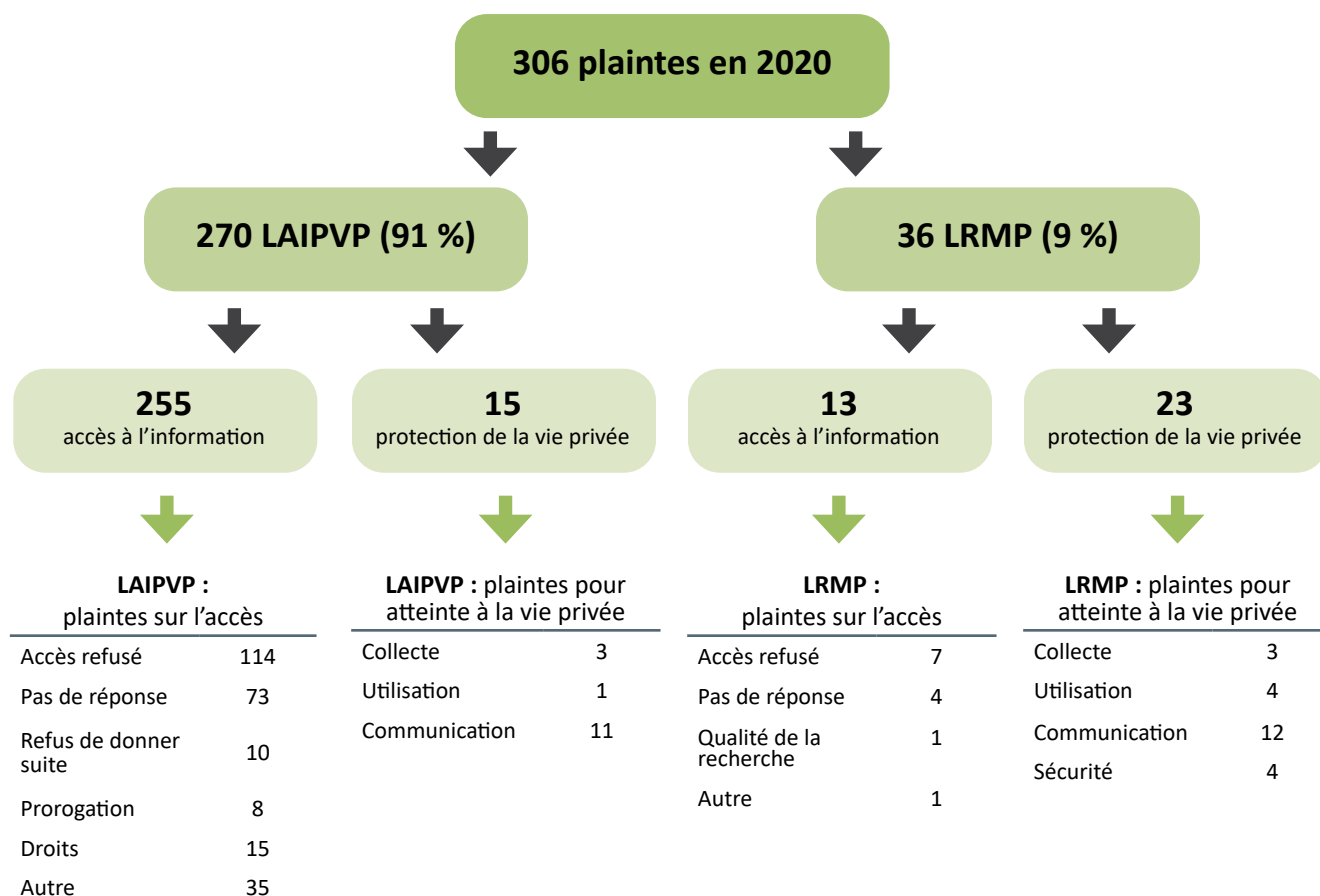 306 plaintes en 2020
270 LAIPVP (91 %)
36 LRMP (9 %)
255
accès à l’information
15
protection de la vie privée
13
accès à l’information
23
protection de la vie privée
LAIPVP :
plaintes sur l’accès
Accès refusé 114
Pas de réponse 73
Refus de donner
suite 10
Prorogation 8
Droits 15
Autre 35
LAIPVP : plaintes pour
atteinte à la vie privée
Collecte 3
Utilisation 1
Communication 11
LRMP :
plaintes sur l’accès
Accès refusé 7
Pas de réponse 4
Qualité de la 1
recherche
Autre 1
LRMP : plaintes pour
atteinte à la vie privée
Collecte 3
Utilisation 4
Communication 12
Sécurité 4